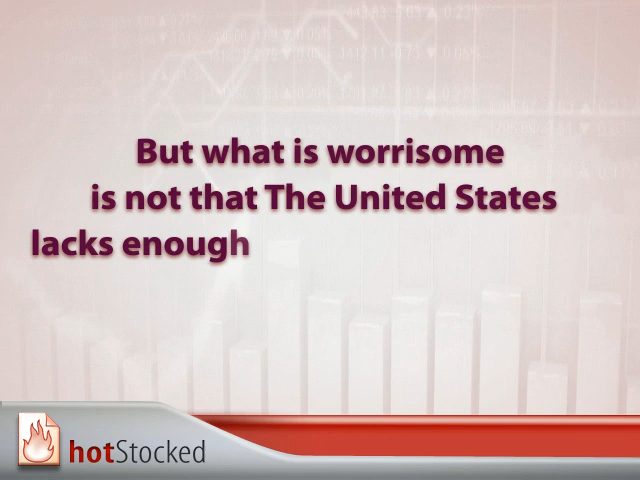 But what is worrisome
is not that The United States
lacks enough
hotStocked